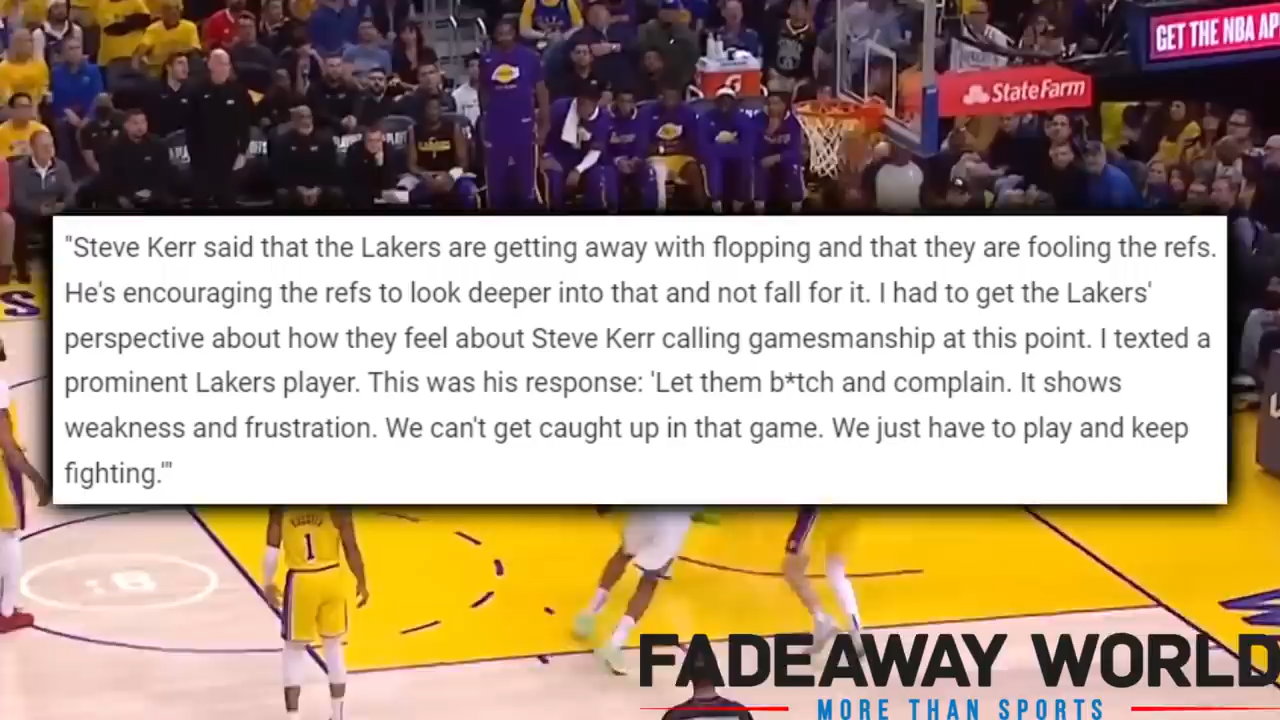 GET THE NBA AP
StateFarm
"Steve Kerr said that the Lakers are getting away with flopping and that they are fooling the refs.
He's encouraging the refs to look deeper into that and not fall for it. I had to get the Lakers'
perspective about how they feel about Steve Kerr calling gamesmanship at this point. I texted a
prominent Lakers player. This was his response: 'Let them b*tch and complain. It shows
weakness and frustration. We can't get caught up in that game. We just have to play and keep
fighting.'"
1
FADEAWAY WORLD
MORE THAN SPORTS